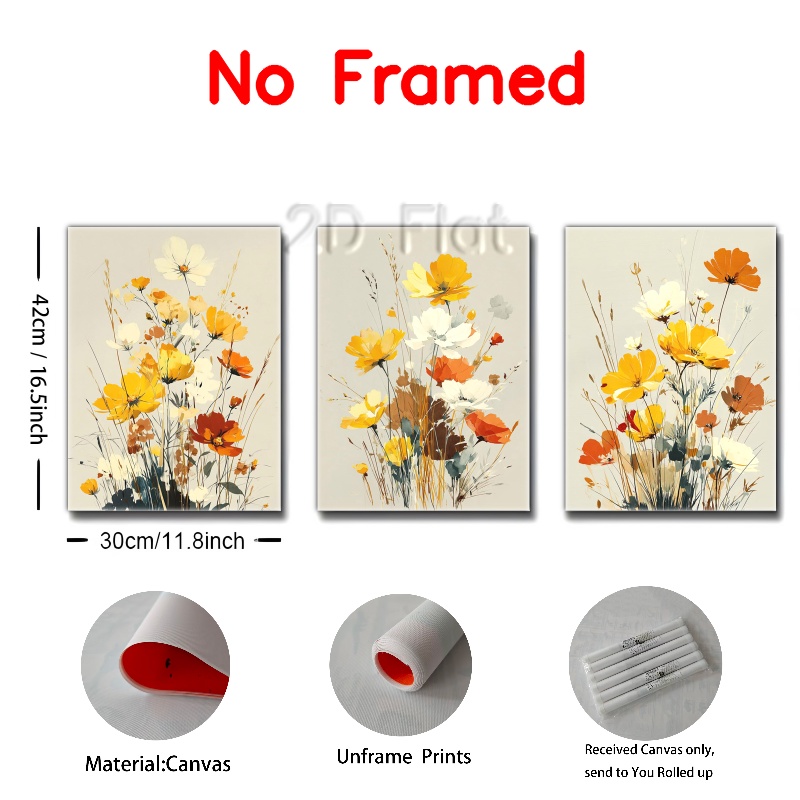 No Framed
2D Flat
42cm / 16.5inch
30cm/11.8inch
Material:Canvas
Unframe Prints
Received Canvas only,
send to You Rolled up